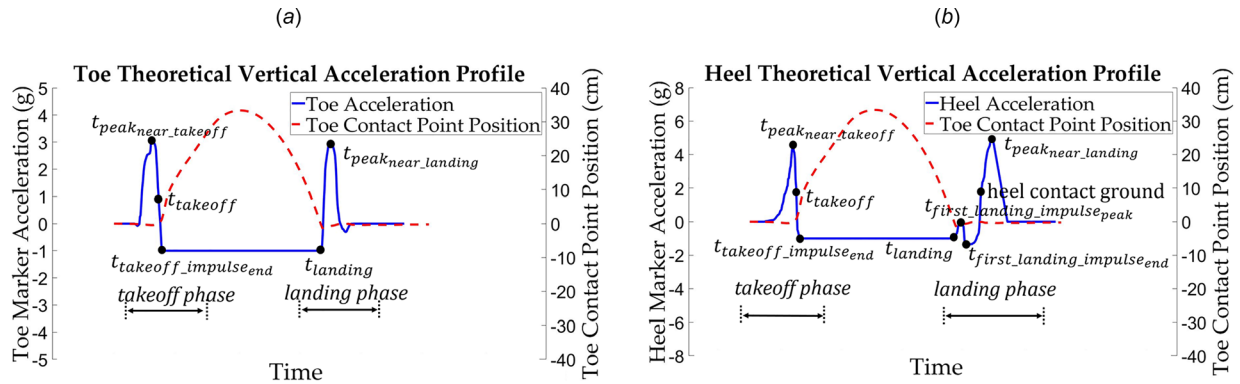 (a)
Toe Theoretical Vertical Acceleration Profile
Toe Marker Acceleration (g)
5
4
3
2
1
0
-1
-2
-3
-4
-5
Toe Acceleration
Toe Contact Point Position
t_peak_near_takeoff
t_peak_near_landing
t_takeoff
t_takeoff_impulse_end
t_landing
takeoff phase
landing phase
40
30
20
10
0
-10
-20
-30
-40
Toe Contact Point Position (cm)
Time
(b)
Heel Theoretical Vertical Acceleration Profile
Heel Marker Acceleration (g)
8
6
4
2
0
-2
-4
-6
-8
Heel Acceleration
Toe Contact Point Position
t_peak_near_takeoff
t_peak_near_landing
t_takeoff
heel contact ground
t_first_landing_impulse_peak
t_takeoff_impulse_end
t_landing
t_first_landing_impulse_end
takeoff phase
landing phase
40
30
20
10
0
-10
-20
-30
-40
Toe Contact Point Position (cm)
Time